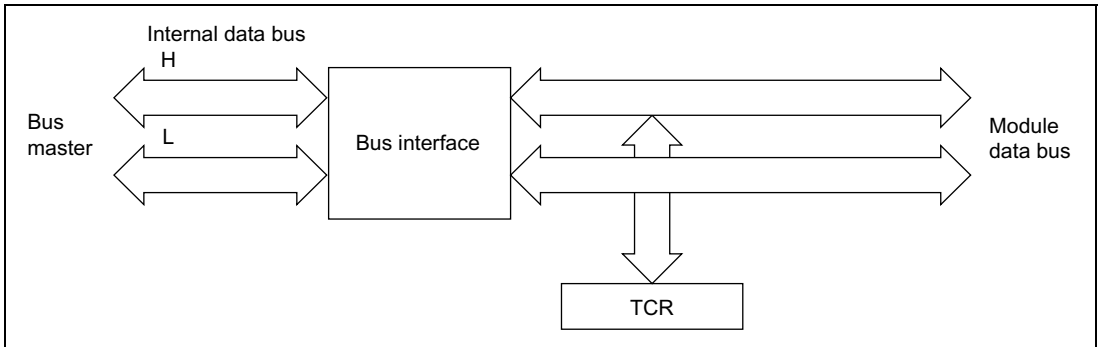 Internal data bus
H
Bus
master
L
Bus interface
Module
data bus
TCR